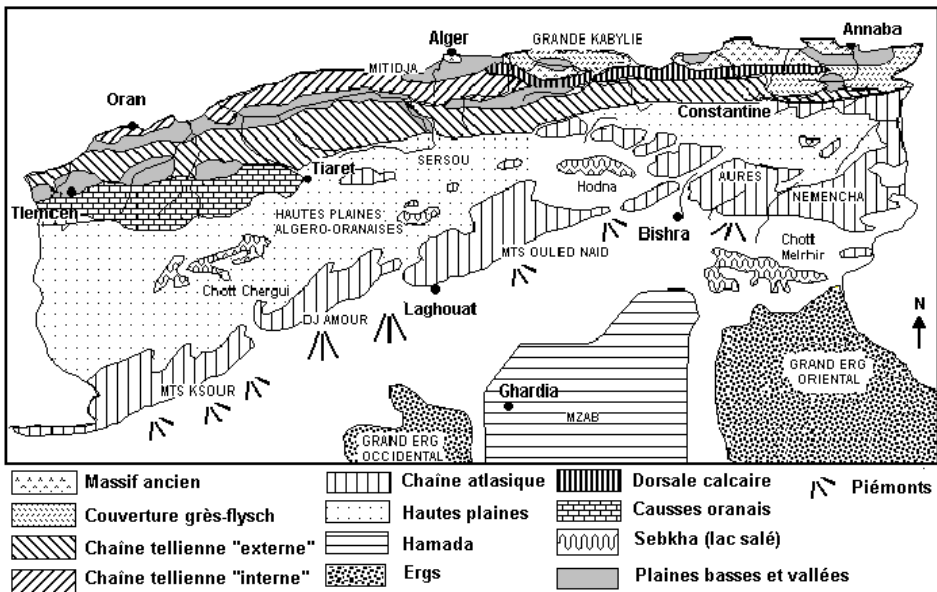 Annaba
Alger
GRANDE KABYLIE
MITIDJA
Oran
Constantine
SERSOU
Tiaret
Hodna
AURES
Tlemcen
NEMENCHA
HAUTES PLAINES
ALGERO-ORANAISES
Bishra
MTS OULED NAID
Chott
Melrhir
Chott Chergui
Laghouat
DJ AMOUR
N
GRAND ERG
ORIENTAL
MTS KSOUR
Ghardia
MZAB
GRAND ERG
OCCIDENTAL
Massif ancien
Chaîne atlasique
Dorsale calcaire
Piémonts
Couverture grès-flysch
Hautes plaines
Causses oranais
Chaîne tellienne "externe"
Hamada
Sebkha (lac salé)
Chaîne tellienne "interne"
Ergs
Plaines basses et vallées